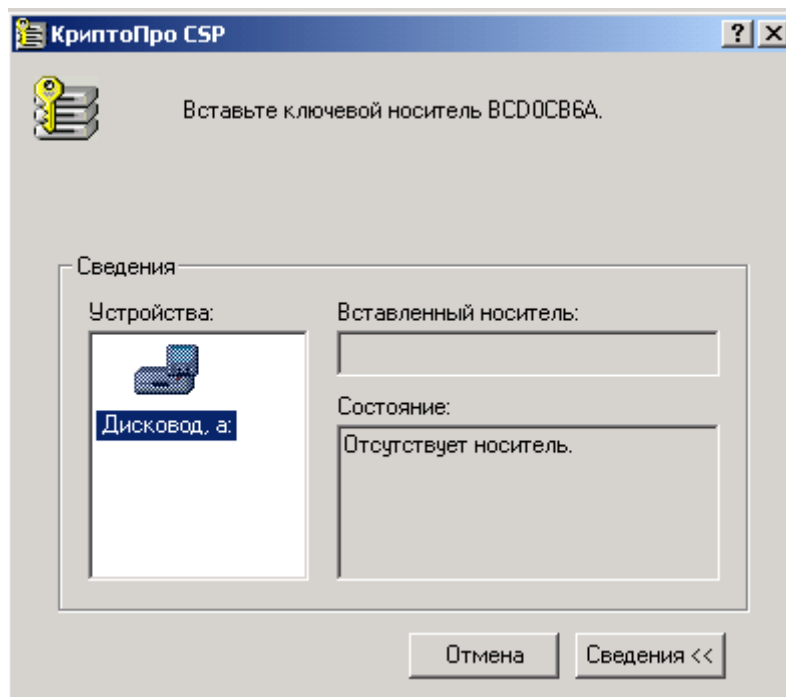 КриптоПро CSP
Вставьте ключевой носитель BCD0CB6A.
Сведения
Устройства:
Дисковод, a:
Вставленный носитель:
Состояние:
Отсутствует носитель.
Отмена
Сведения <<